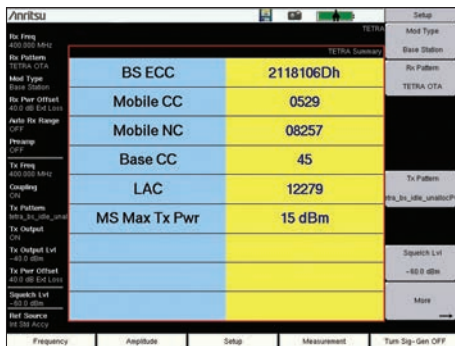 Anritsu
Setup
TETRA
Mod Type
Base Station
TETRA Summary
Rx Freq
400.000 MHz
Rx Pattern
TETRA OTA
Mod Type
Base Station
Rx Pwr Offset
40.0 dB Ext Loss
Auto Rx Range
OFF
Preamp
OFF
Tx Freq
400.000 MHz
Coupling
ON
Tx Pattern
tetra_bs_idle_unal
Tx Output
ON
Tx Output Lvl
-40.0 dBm
Tx Pwr Offset
40.0 dB Ext Loss
Squelch Lvl
-60.0 dBm
Ref Source
Int Std Accy
BS ECC 2118106Dh
Mobile CC 0529
Mobile NC 08257
Base CC 45
LAC 12279
MS Max Tx Pwr 15 dBm
Rx Pattern
TETRA OTA
Tx Pattern
tetra_bs_idle_unallocP
Squelch Lvl
-60.0 dBm
More
Frequency Amplitude Setup Measurement Turn Sig-Gen OFF